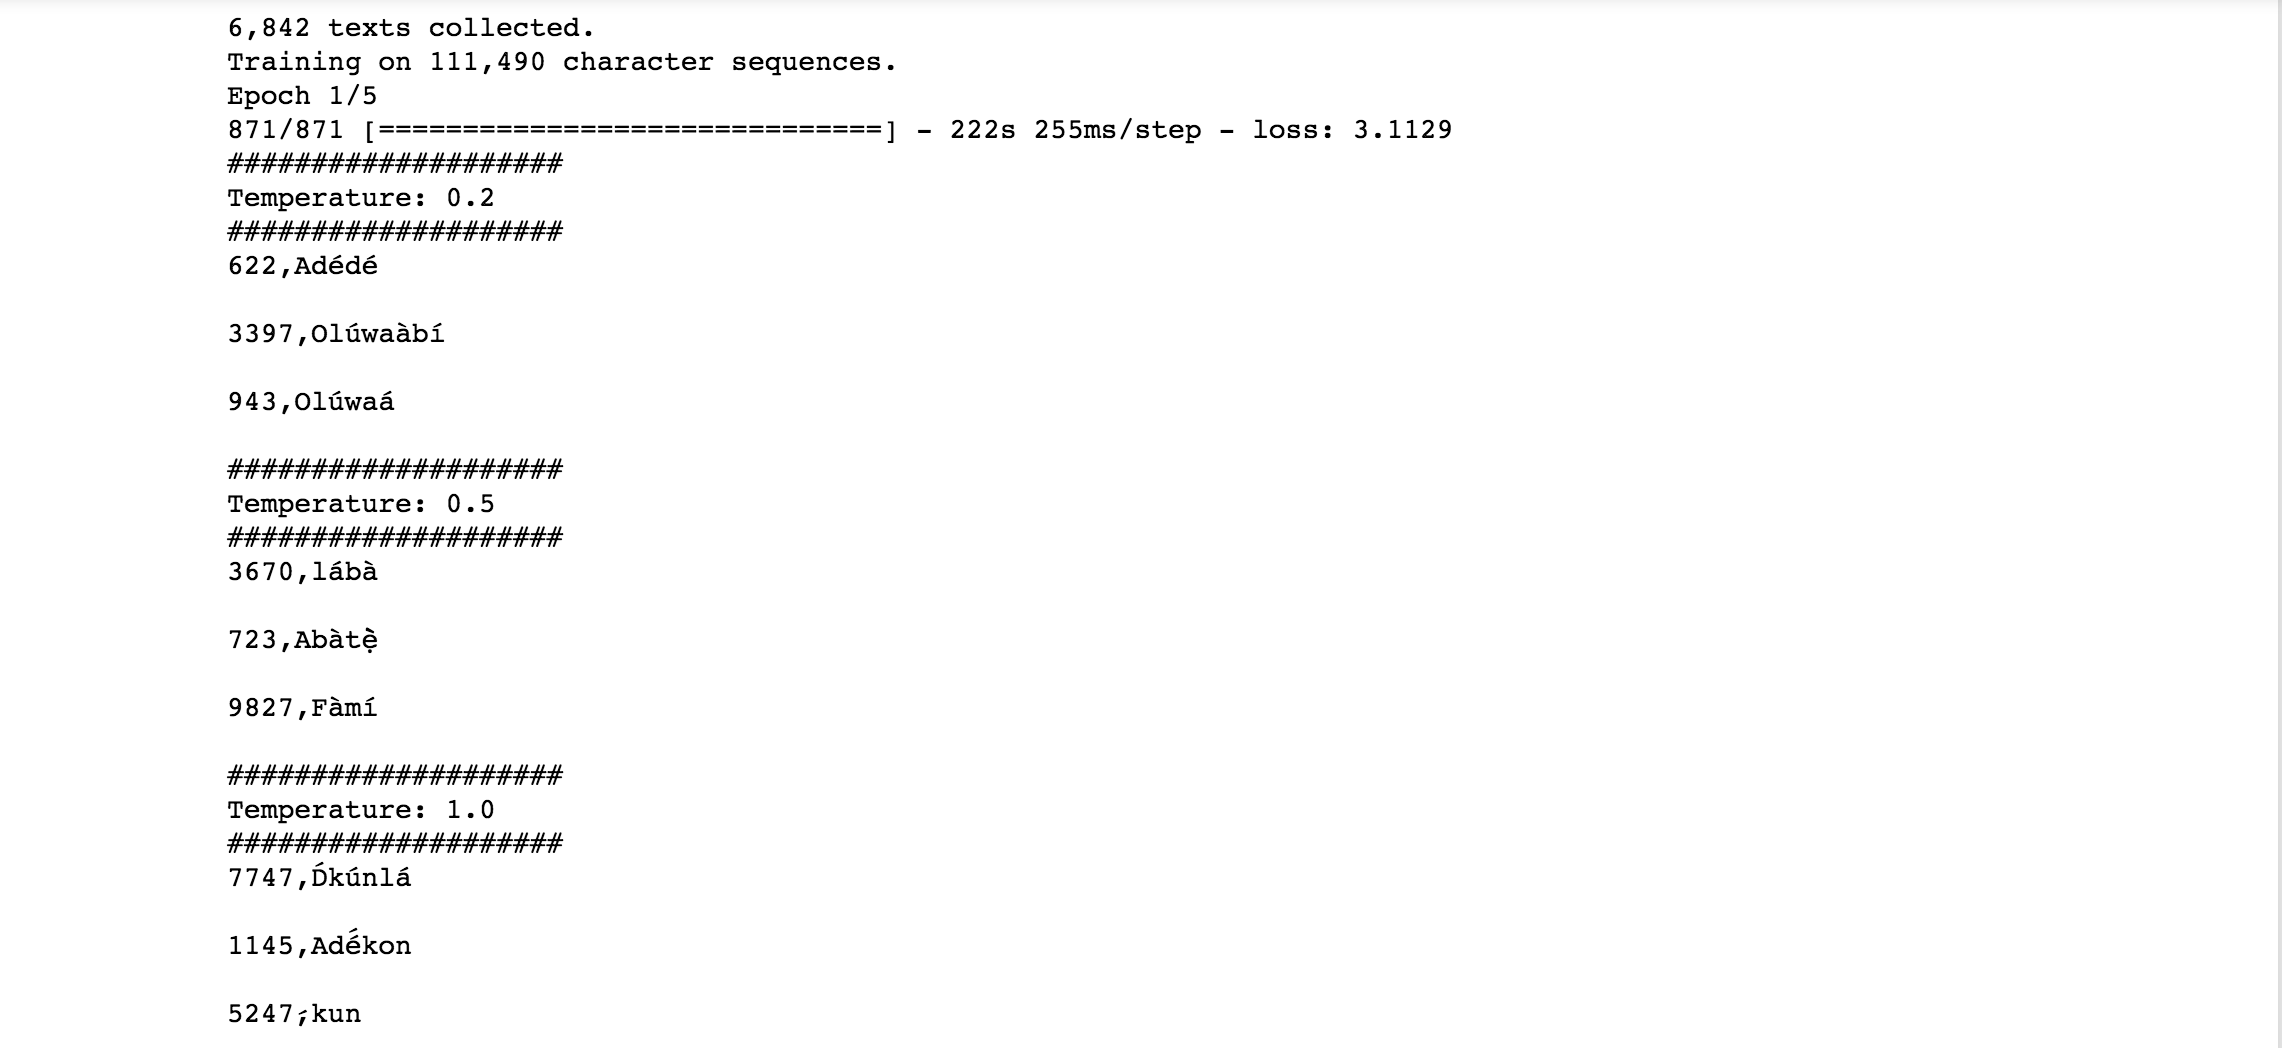 6,842 texts collected.
Training on 111,490 character sequences.
Epoch 1/5
871/871 [==============================] - 222s 255ms/step - loss: 3.1129
####################
Temperature: 0.2
####################
622,Adédé
3397,Olúwaàbí
943,Olúwaá
####################
Temperature: 0.5
####################
3670,lábà
723,Abàtẹ̀
9827,Fàmí
####################
Temperature: 1.0
####################
7747,D́kúnlá
1145,Adé́kon
5247,́kun